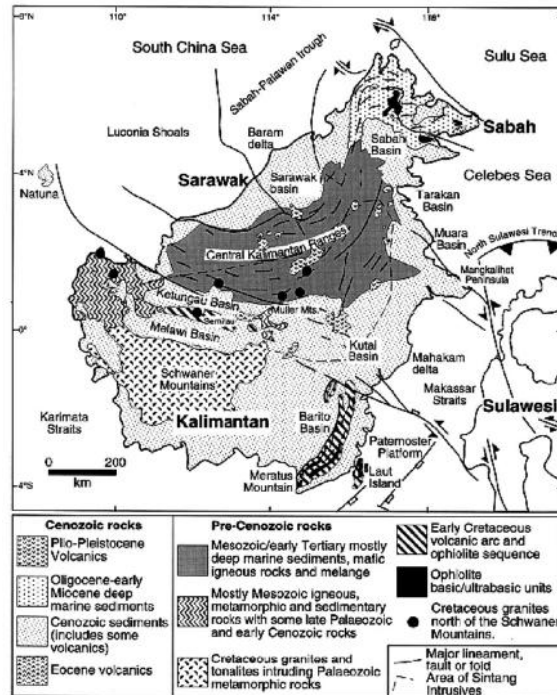 110°
114°
118°
8°N
South China Sea
Sulu Sea
Sabah-Palawan trough
Luconia Shoals
Baram
delta
Sabah
Sabah
Basin
4°N
Sarawak
Celebes Sea
Natuna
Sarawak
basin
Tarakan
Basin
Central Kalimantan Ranges
Muara
Basin
North Sulawesi Trench
Mangkalihat
Peninsula
Ketungau Basin
Semitau
Muller Mts.
0°
Melawi Basin
Kutai
Basin
Mahakam
delta
Schwaner
Mountains
Makassar
Straits
Sulawesi
Karimata
Straits
Kalimantan
Barito
Basin
Paternoster
Platform
0 200
km
Meratus
Mountain
Laut
Island
4°S
Cenozoic rocks
Plio-Pleistocene
Volcanics
Oligocene-early
Miocene deep
marine sediments
Cenozoic sediments
(includes some
volcanics)
Eocene volcanics
Pre-Cenozoic rocks
Mesozoic/early Tertiary mostly
deep marine sediments, mafic
igneous rocks and melange
Mostly Mesozoic igneous,
metamorphic and sedimentary
rocks with some late Palaeozoic
and early Cenozoic rocks
Cretaceous granites and
tonalites intruding Palaeozoic
metamorphic rocks
Early Cretaceous
volcanic arc and
ophiolite sequence
Ophiolite
basic/ultrabasic units
Cretaceous granites
north of the Schwaner
Mountains.
Major lineament,
fault or fold
Area of Sintang
intrusives